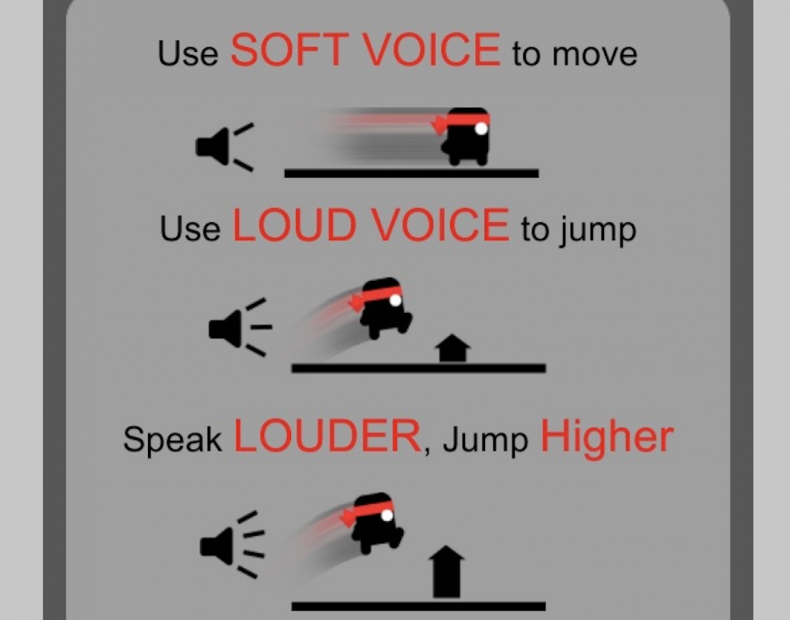 Use SOFT VOICE to move
Use LOUD VOICE to jump
Speak LOUDER, Jump Higher